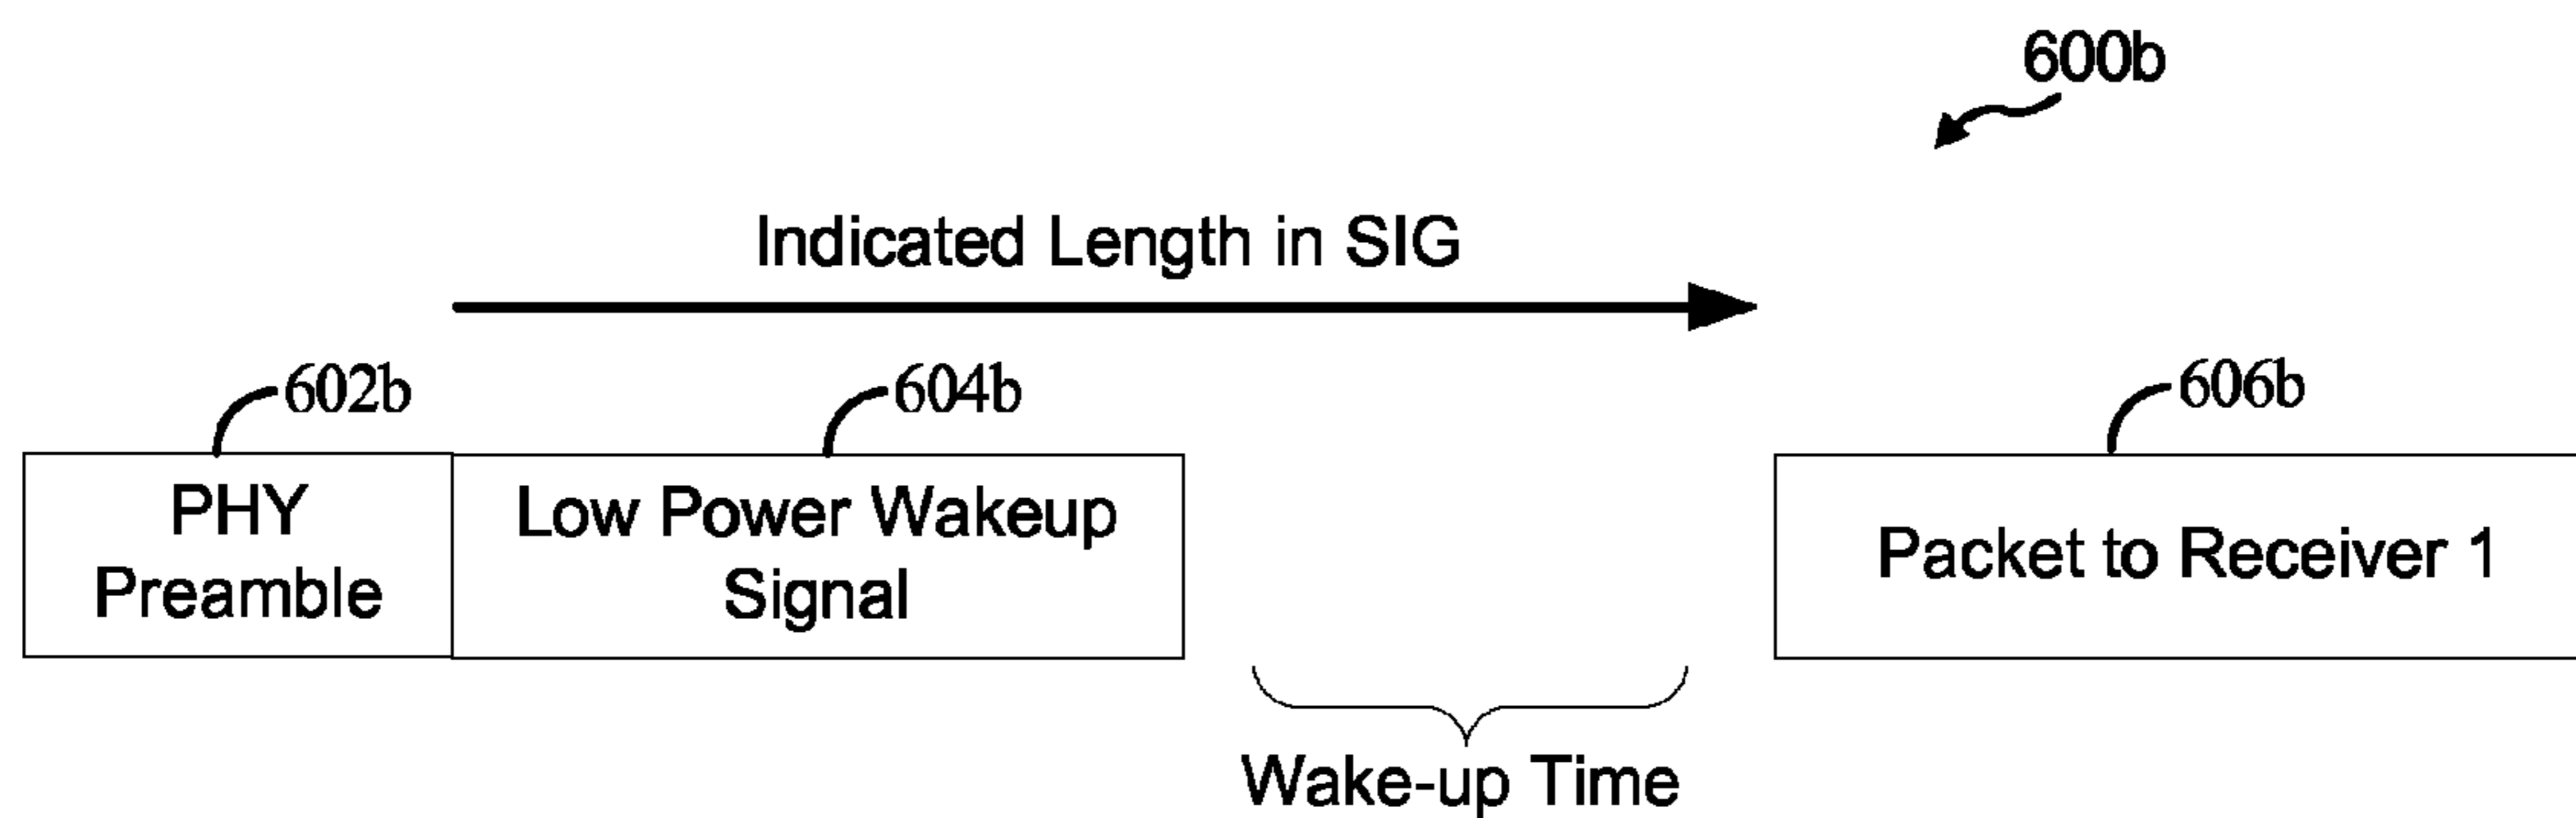 600b
Indicated Length in SIG
602b
604b
606b
PHY
Preamble
Low Power Wakeup
Signal
Packet to Receiver 1
Wake-up Time